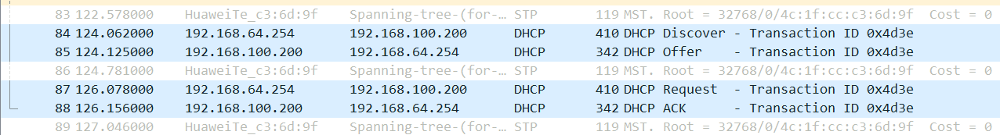 83 122.578000 HuaweiTe_c3:6d:9f Spanning-tree-(for-… STP 119 MST. Root = 32768/0/4c:1f:cc:c3:6d:9f Cost = 0
84 124.062000 192.168.64.254 192.168.100.200 DHCP 410 DHCP Discover - Transaction ID 0x4d3e
85 124.125000 192.168.100.200 192.168.64.254 DHCP 342 DHCP Offer - Transaction ID 0x4d3e
86 124.781000 HuaweiTe_c3:6d:9f Spanning-tree-(for-… STP 119 MST. Root = 32768/0/4c:1f:cc:c3:6d:9f Cost = 0
87 126.078000 192.168.64.254 192.168.100.200 DHCP 410 DHCP Request - Transaction ID 0x4d3e
88 126.156000 192.168.100.200 192.168.64.254 DHCP 342 DHCP ACK - Transaction ID 0x4d3e
89 127.046000 HuaweiTe_c3:6d:9f Spanning-tree-(for-… STP 119 MST. Root = 32768/0/4c:1f:cc:c3:6d:9f Cost = 0